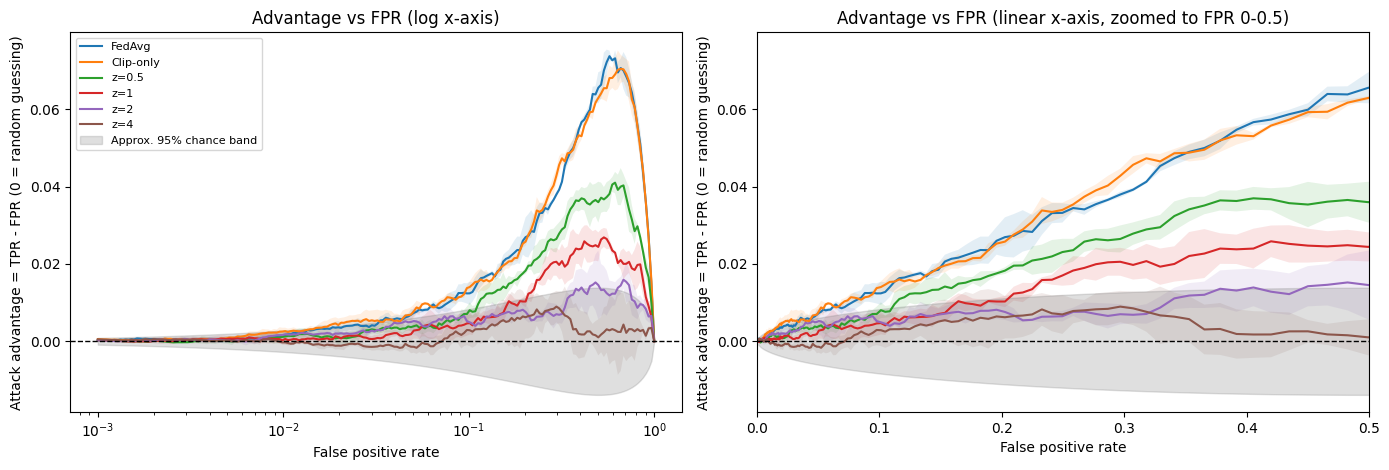 Advantage vs FPR (log x-axis)
Attack advantage = TPR - FPR (0 = random guessing)
FedAvg
Clip-only
z=0.5
z=1
z=2
z=4
Approx. 95% chance band
0.06
0.04
0.02
0.00
10⁻³
10⁻²
10⁻¹
10⁰
False positive rate
Advantage vs FPR (linear x-axis, zoomed to FPR 0-0.5)
Attack advantage = TPR - FPR (0 = random guessing)
0.06
0.04
0.02
0.00
0.0
0.1
0.2
0.3
0.4
0.5
False positive rate